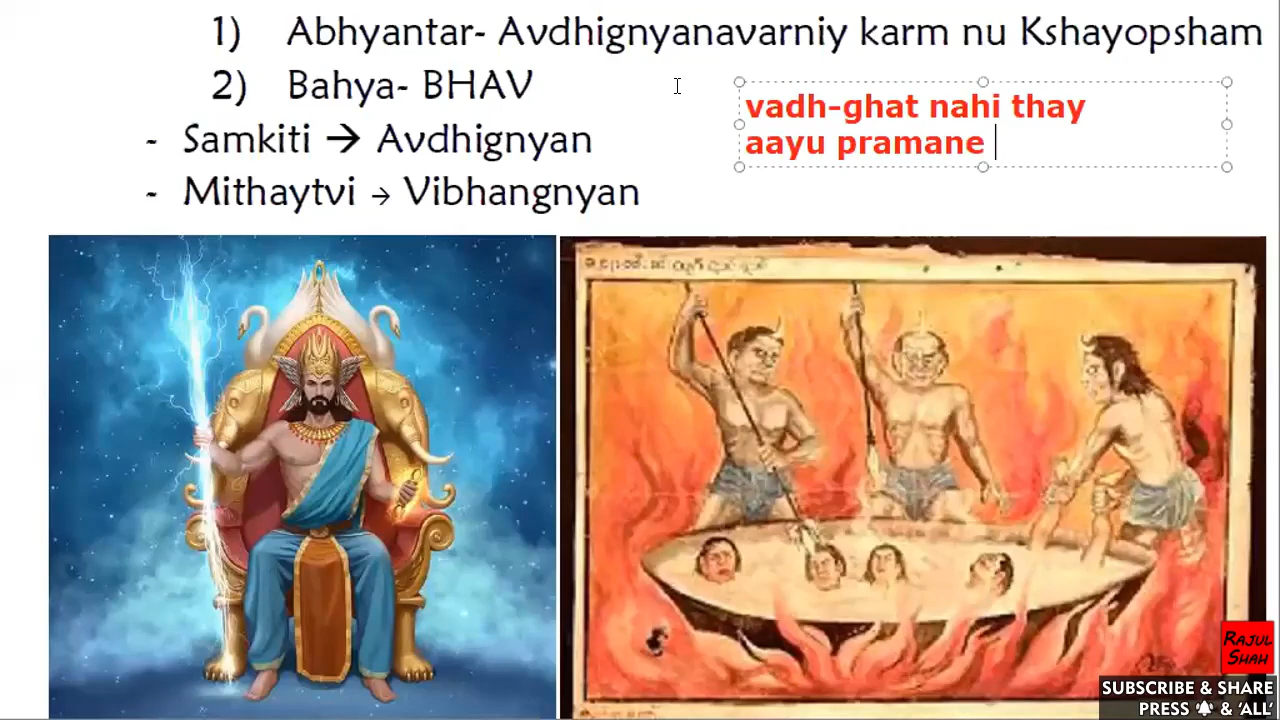 1) Abhyantar- Avdhignyanavarniy karm nu Kshayopsham
2) Bahya- BHAV
vadh-ghat nahi thay
aayu pramane
- Samkiti → Avdhignyan
- Mithaytvi → Vibhangnyan
RAJUL
SHAH
SUBSCRIBE & SHARE
PRESS & ‘ALL’